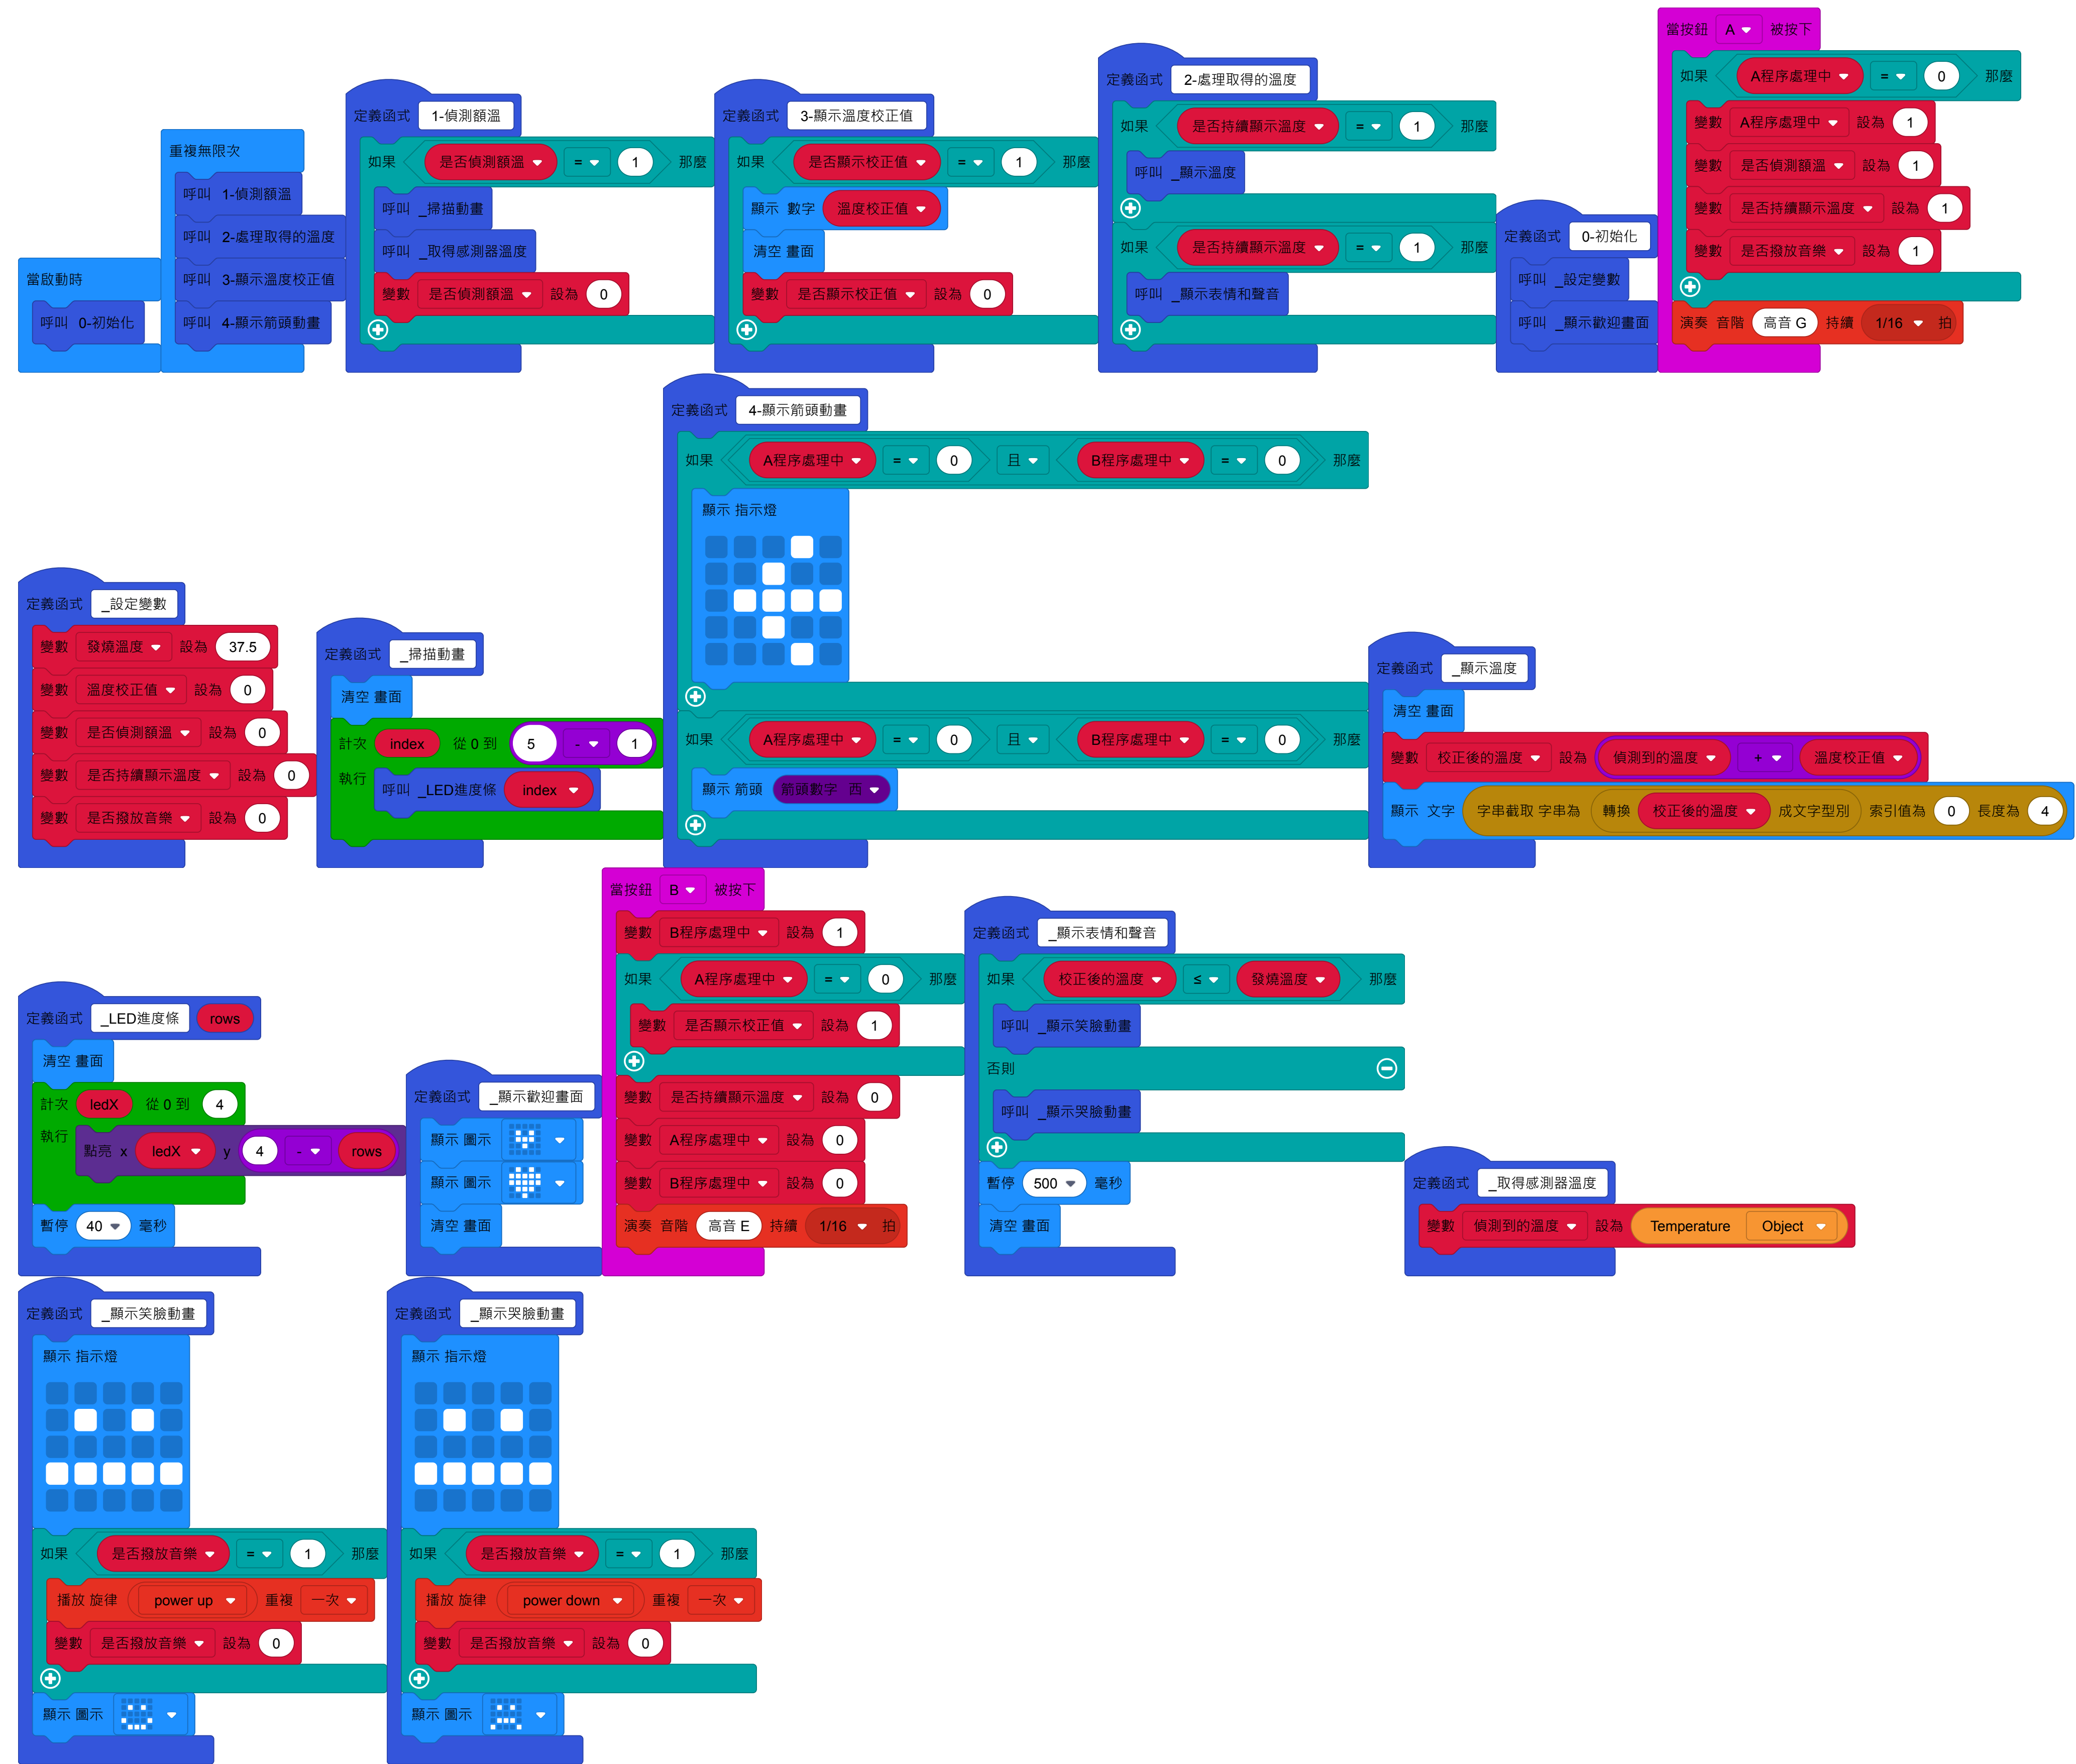 當啟動時
呼叫 0-初始化
重複無限次
呼叫 1-偵測額溫
呼叫 2-處理取得的溫度
呼叫 3-顯示溫度校正值
呼叫 4-顯示箭頭動畫
定義函式 1-偵測額溫
如果 是否偵測額溫 = 1 那麼
呼叫 _掃描動畫
呼叫 _取得感測器溫度
變數 是否偵測額溫 設為 0
定義函式 3-顯示溫度校正值
如果 是否顯示校正值 = 1 那麼
顯示 數字 溫度校正值
清空 畫面
變數 是否顯示校正值 設為 0
定義函式 2-處理取得的溫度
如果 是否持續顯示溫度 = 1 那麼
呼叫 _顯示溫度
如果 是否持續顯示溫度 = 1 那麼
呼叫 _顯示表情和聲音
定義函式 0-初始化
呼叫 _設定變數
呼叫 _顯示歡迎畫面
當按鈕 A 被按下
如果 A程序處理中 = 0 那麼
變數 A程序處理中 設為 1
變數 是否偵測額溫 設為 1
變數 是否持續顯示溫度 設為 1
變數 是否撥放音樂 設為 1
演奏 音階 高音 G 持續 1/16 拍
定義函式 _設定變數
變數 發燒溫度 設為 37.5
變數 溫度校正值 設為 0
變數 是否偵測額溫 設為 0
變數 是否持續顯示溫度 設為 0
變數 是否撥放音樂 設為 0
定義函式 _掃描動畫
清空 畫面
計次 index 從 0 到 5 - 1
執行 呼叫 _LED進度條 index
定義函式 4-顯示箭頭動畫
如果 A程序處理中 = 0 且 B程序處理中 = 0 那麼
顯示 指示燈
如果 A程序處理中 = 0 且 B程序處理中 = 0 那麼
顯示 箭頭 箭頭數字 西
定義函式 _顯示溫度
清空 畫面
變數 校正後的溫度 設為 偵測到的溫度 + 溫度校正值
顯示 文字 字串截取 字串為 轉換 校正後的溫度 成文字型別 索引值為 0 長度為 4
定義函式 _LED進度條 rows
清空 畫面
計次 ledX 從 0 到 4
執行 點亮 x ledX y 4 - rows
暫停 40 毫秒
定義函式 _顯示歡迎畫面
顯示 圖示
顯示 圖示
清空 畫面
當按鈕 B 被按下
變數 B程序處理中 設為 1
如果 A程序處理中 = 0 那麼
變數 是否顯示校正值 設為 1
變數 是否持續顯示溫度 設為 0
變數 A程序處理中 設為 0
變數 B程序處理中 設為 0
演奏 音階 高音 E 持續 1/16 拍
定義函式 _顯示表情和聲音
如果 校正後的溫度 ≤ 發燒溫度 那麼
呼叫 _顯示笑臉動畫
否則
呼叫 _顯示哭臉動畫
暫停 500 毫秒
清空 畫面
定義函式 _取得感測器溫度
變數 偵測到的溫度 設為 Temperature Object
定義函式 _顯示笑臉動畫
顯示 指示燈
如果 是否撥放音樂 = 1 那麼
播放 旋律 power up 重複 一次
變數 是否撥放音樂 設為 0
顯示 圖示
定義函式 _顯示哭臉動畫
顯示 指示燈
如果 是否撥放音樂 = 1 那麼
播放 旋律 power down 重複 一次
變數 是否撥放音樂 設為 0
顯示 圖示